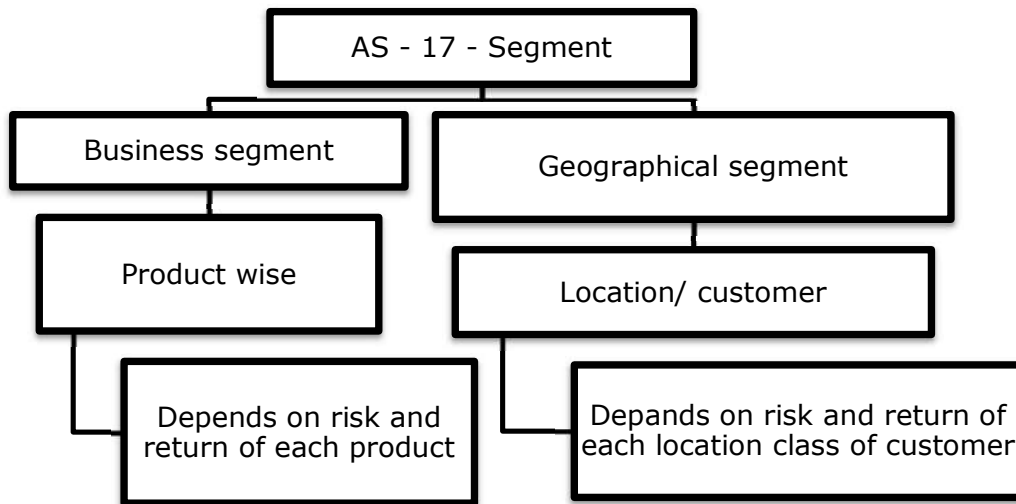 AS - 17 - Segment
Business segment
Geographical segment
Product wise
Location/ customer
Depends on risk and
return of each product
Depands on risk and return of
each location class of customer